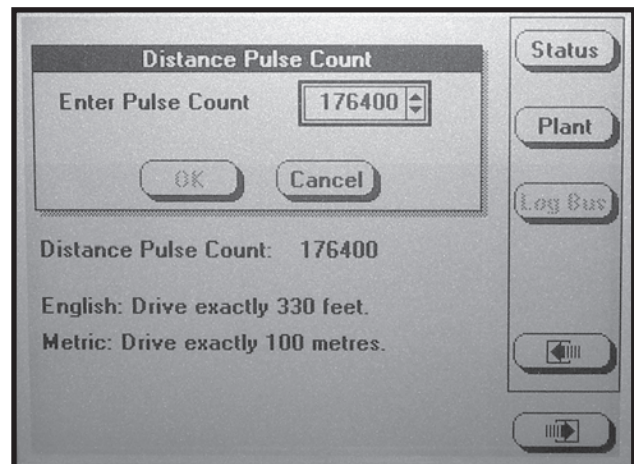 Distance Pulse Count
Enter Pulse Count 176400
OK Cancel
Distance Pulse Count: 176400
English: Drive exactly 330 feet.
Metric: Drive exactly 100 metres.
Status
Plant
Log Bus